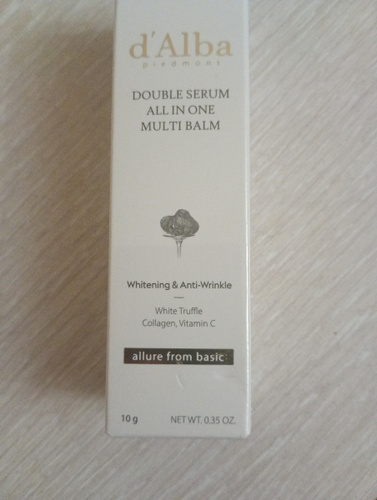 d'Alba
piedmont
DOUBLE SERUM
ALL IN ONE
MULTI BALM
Whitening & Anti-Wrinkle
White Truffle
Collagen, Vitamin C
allure from basic
10 g NET WT. 0.35 OZ.